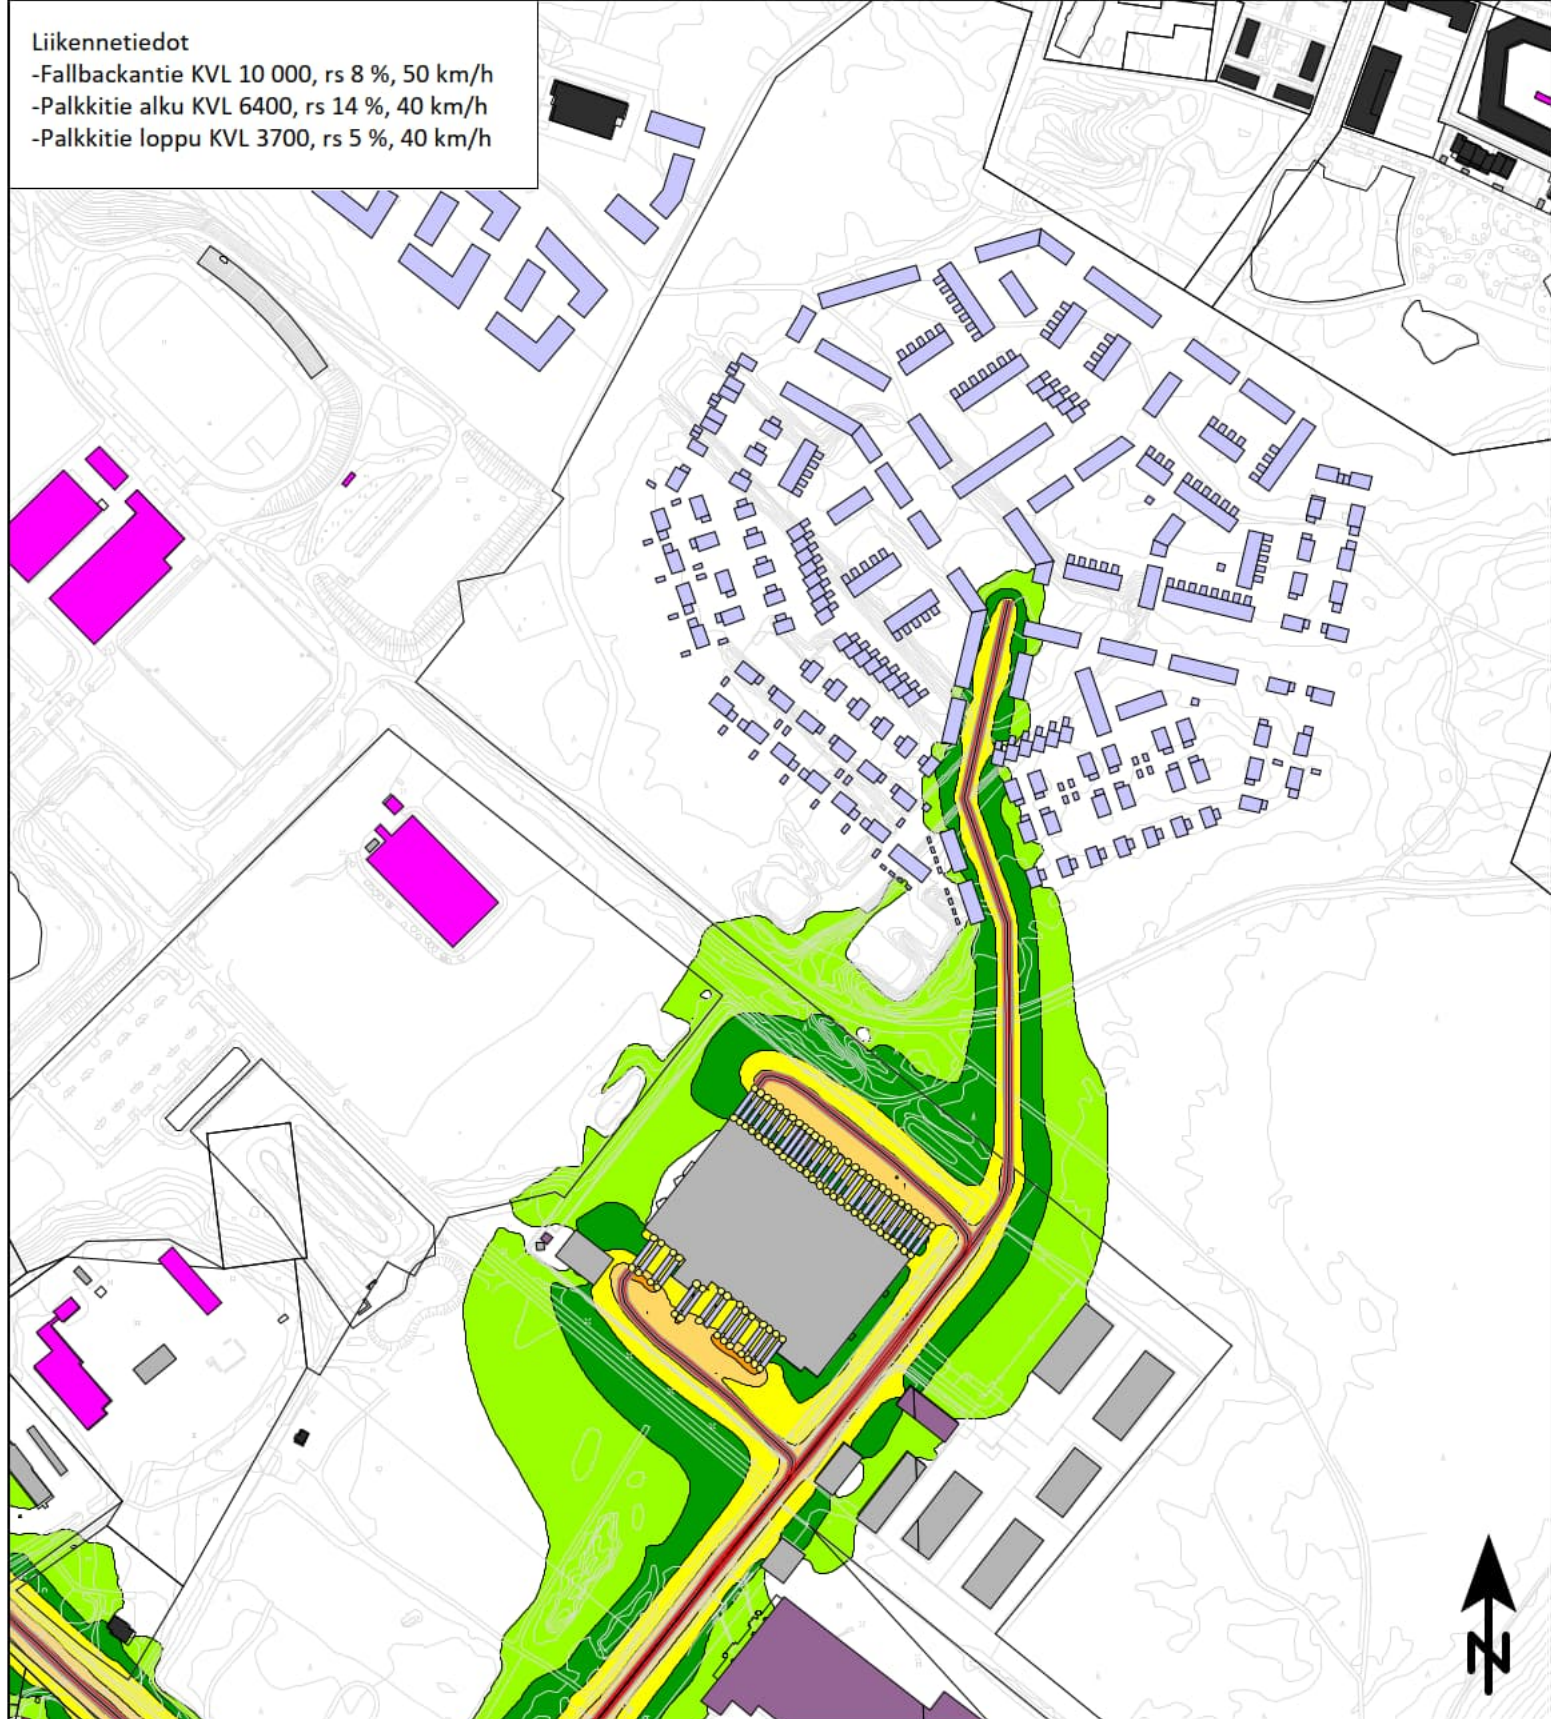 Liikennetiedot
-Fallbackantie KVL 10 000, rs 8 %, 50 km/h
-Palkkitie alku KVL 6400, rs 14 %, 40 km/h
-Palkkitie loppu KVL 3700, rs 5 %, 40 km/h
N